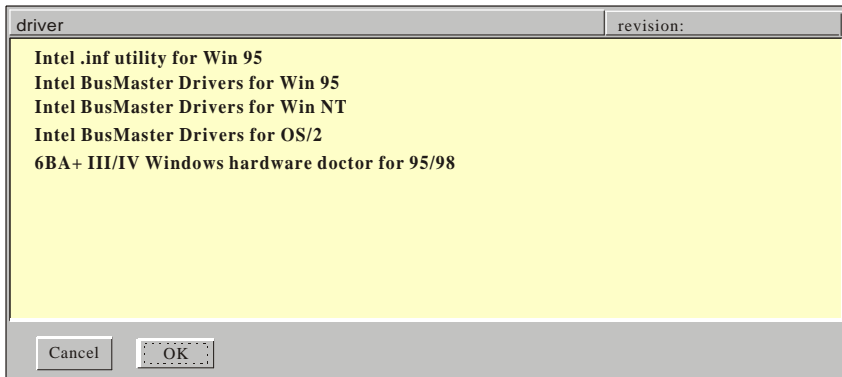 driver revision:
Intel .inf utility for Win 95
Intel BusMaster Drivers for Win 95
Intel BusMaster Drivers for Win NT
Intel BusMaster Drivers for OS/2
6BA+ III/IV Windows hardware doctor for 95/98
Cancel OK